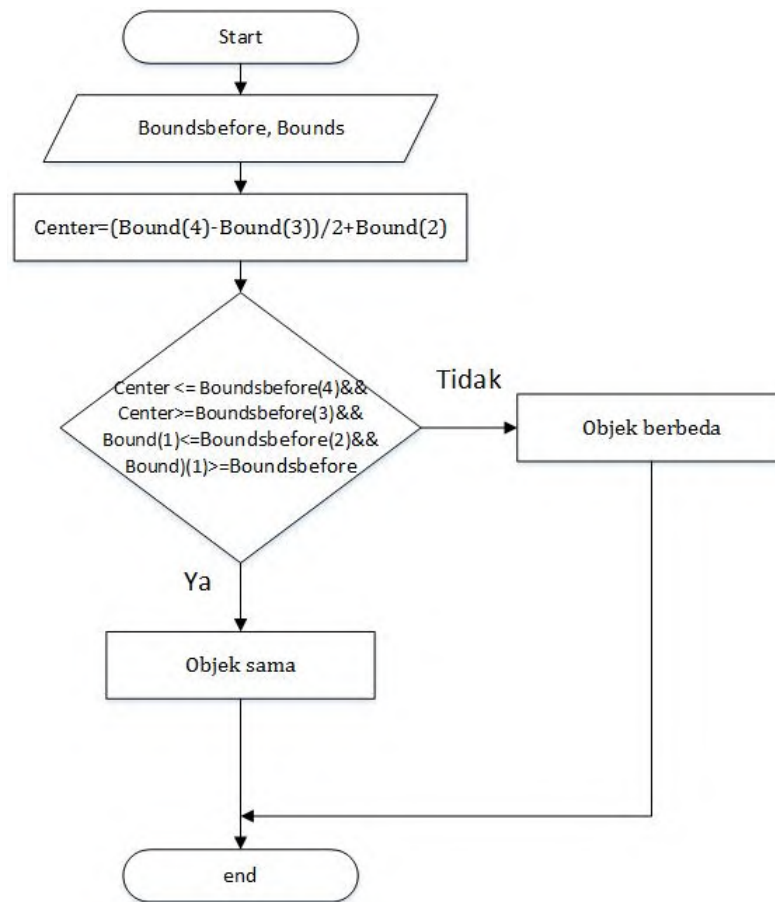 Start
Boundsbefore, Bounds
Center=(Bound(4)-Bound(3))/2+Bound(2)
Center <= Boundsbefore(4)&&
Center>=Boundsbefore(3)&&
Bound(1)<=Boundsbefore(2)&&
Bound)(1)>=Boundsbefore
Tidak
Objek berbeda
Ya
Objek sama
end